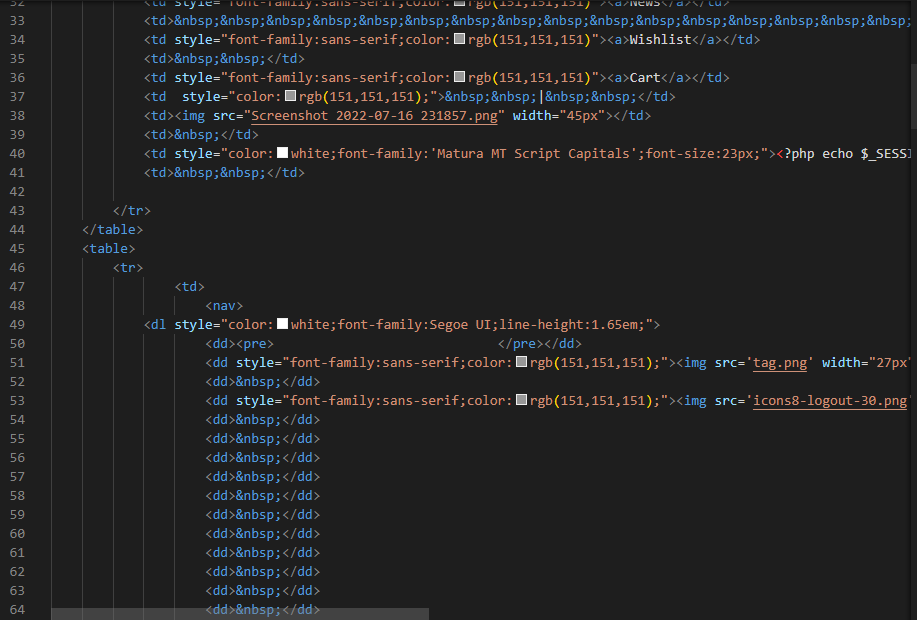 32 <td style="font-family:sans-serif;color:rgb(151,151,151)"><a>News</a></td>
33 <td>&nbsp;&nbsp;&nbsp;&nbsp;&nbsp;&nbsp;&nbsp;&nbsp;&nbsp;&nbsp;&nbsp;&nbsp;&nbsp;&nbsp;&nbsp;&nbsp;
34 <td style="font-family:sans-serif;color:rgb(151,151,151)"><a>Wishlist</a></td>
35 <td>&nbsp;&nbsp;</td>
36 <td style="font-family:sans-serif;color:rgb(151,151,151)"><a>Cart</a></td>
37 <td  style="color:rgb(151,151,151);">&nbsp;&nbsp;|&nbsp;&nbsp;</td>
38 <td><img src="Screenshot 2022-07-16 231857.png" width="45px"></td>
39 <td>&nbsp;</td>
40 <td style="color:white;font-family:'Matura MT Script Capitals';font-size:23px;"><?php echo $_SESSI
41 <td>&nbsp;&nbsp;</td>
42
43 </tr>
44 </table>
45 <table>
46 <tr>
47 <td>
48 <nav>
49 <dl style="color:white;font-family:Segoe UI;line-height:1.65em;">
50 <dd><pre>                             </pre></dd>
51 <dd style="font-family:sans-serif;color:rgb(151,151,151);"><img src='tag.png' width="27px"
52 <dd>&nbsp;</dd>
53 <dd style="font-family:sans-serif;color:rgb(151,151,151);"><img src='icons8-logout-30.png
54 <dd>&nbsp;</dd>
55 <dd>&nbsp;</dd>
56 <dd>&nbsp;</dd>
57 <dd>&nbsp;</dd>
58 <dd>&nbsp;</dd>
59 <dd>&nbsp;</dd>
60 <dd>&nbsp;</dd>
61 <dd>&nbsp;</dd>
62 <dd>&nbsp;</dd>
63 <dd>&nbsp;</dd>
64 <dd>&nbsp;</dd>